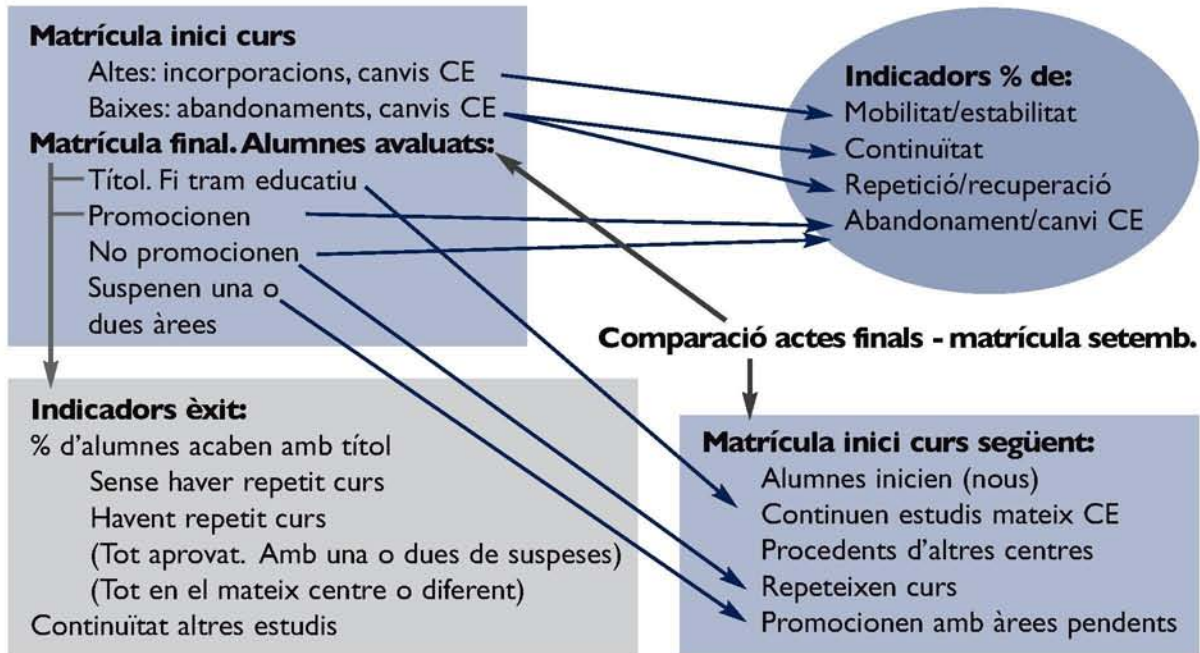 Matrícula inici curs
Altes: incorporacions, canvis CE
Baixes: abandonaments, canvis CE
Matrícula final. Alumnes avaluats:
Títol. Fi tram educatiu
Promocionen
No promocionen
Suspenen una o
dues àrees
Indicadors % de:
Mobilitat/estabilitat
Continuïtat
Repetició/recuperació
Abandonament/canvi CE
Comparació actes finals - matrícula setemb.
Indicadors èxit:
% d'alumnes acaben amb títol
Sense haver repetit curs
Havent repetit curs
(Tot aprovat. Amb una o dues de suspeses)
(Tot en el mateix centre o diferent)
Continuïtat altres estudis
Matrícula inici curs següent:
Alumnes inicien (nous)
Continuen estudis mateix CE
Procedents d'altres centres
Repeteixen curs
Promocionen amb àrees pendents